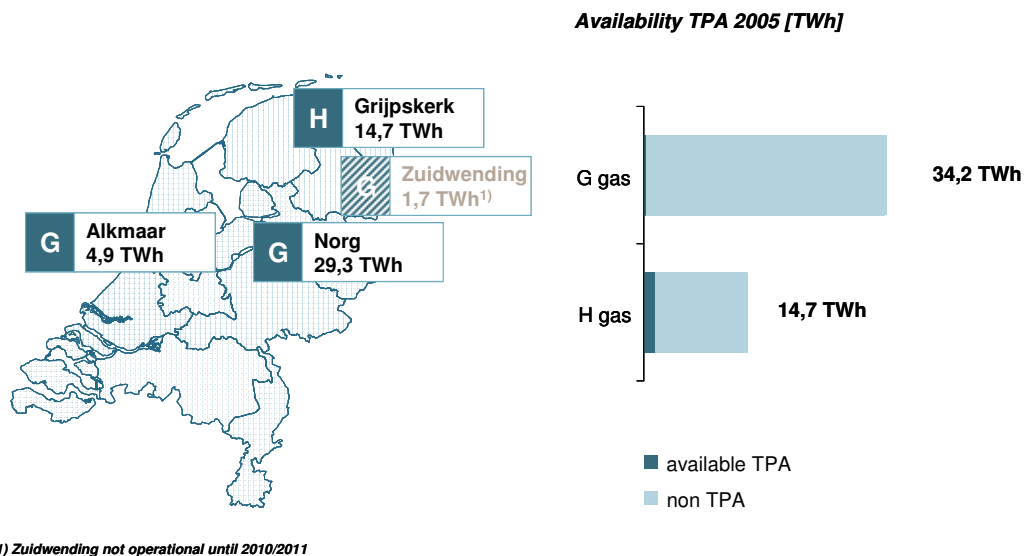 Availability TPA 2005 [TWh]
H
Grijpskerk
14,7 TWh
G
Zuidwending
1,7 TWh1)
G
Alkmaar
4,9 TWh
G
Norg
29,3 TWh
G gas
34,2 TWh
H gas
14,7 TWh
available TPA
non TPA
1) Zuidwending not operational until 2010/2011